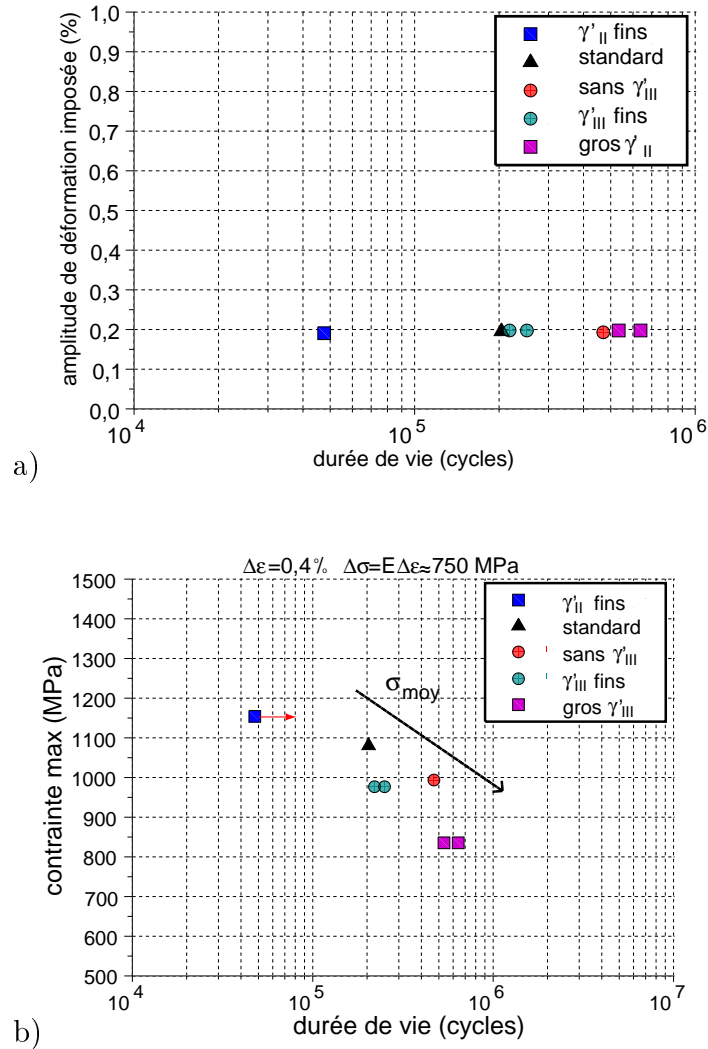 amplitude de déformation imposée (%)
1,0
0,9
0,8
0,7
0,6
0,5
0,4
0,3
0,2
0,1
0,0
γ'II fins
standard
sans γ'III
γ'III fins
gros γ'II
10^4
10^5
10^6
durée de vie (cycles)
a)
Δε=0,4% Δσ=EΔε≈750 MPa
contrainte max (MPa)
1500
1400
1300
1200
1100
1000
900
800
700
600
500
γ'II fins
standard
sans γ'III
γ'III fins
gros γ'III
σmoy
10^4
10^5
10^6
10^7
durée de vie (cycles)
b)